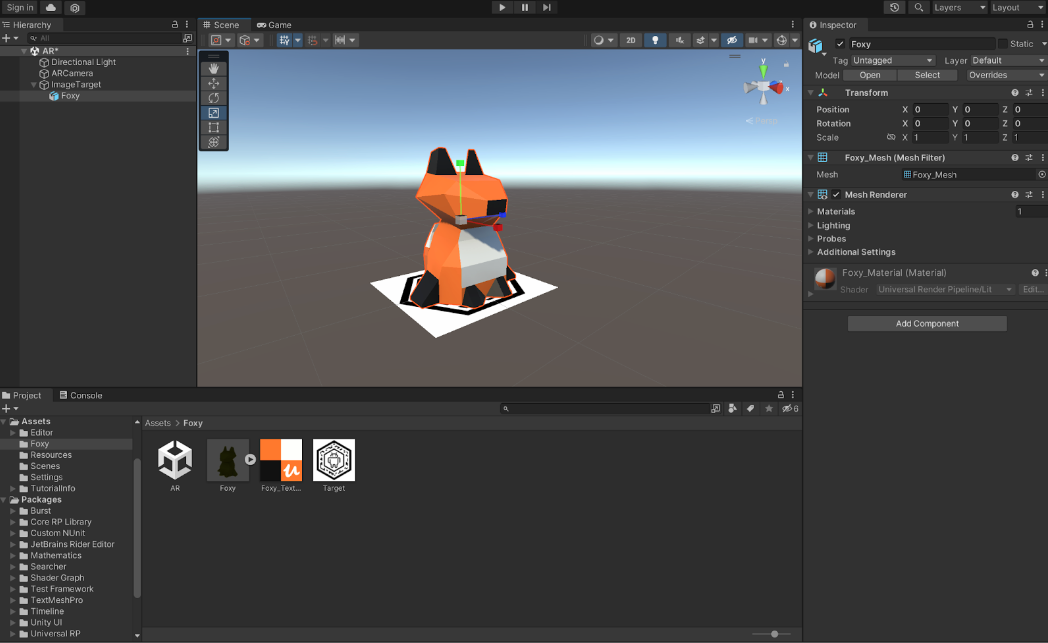 Sign in
Layers
Layout
Hierarchy
All
AR*
Directional Light
ARCamera
ImageTarget
Foxy
Scene
Game
2D
y
x
Persp
Inspector
Foxy
Static
Tag Untagged Layer Default
Model Open Select Overrides
Transform
Position X 0 Y 0 Z 0
Rotation X 0 Y 0 Z 0
Scale X 1 Y 1 Z 1
Foxy_Mesh (Mesh Filter)
Mesh Foxy_Mesh
Mesh Renderer
Materials 1
Lighting
Probes
Additional Settings
Foxy_Material (Material)
Shader Universal Render Pipeline/Lit Edit...
Add Component
Project
Console
6
Assets
Editor
Foxy
Resources
Scenes
Settings
TutorialInfo
Packages
Burst
Core RP Library
Custom NUnit
JetBrains Rider Editor
Mathematics
Searcher
Shader Graph
Test Framework
TextMeshPro
Timeline
Unity UI
Universal RP
Assets > Foxy
u
AR
Foxy
Foxy_Text...
Target